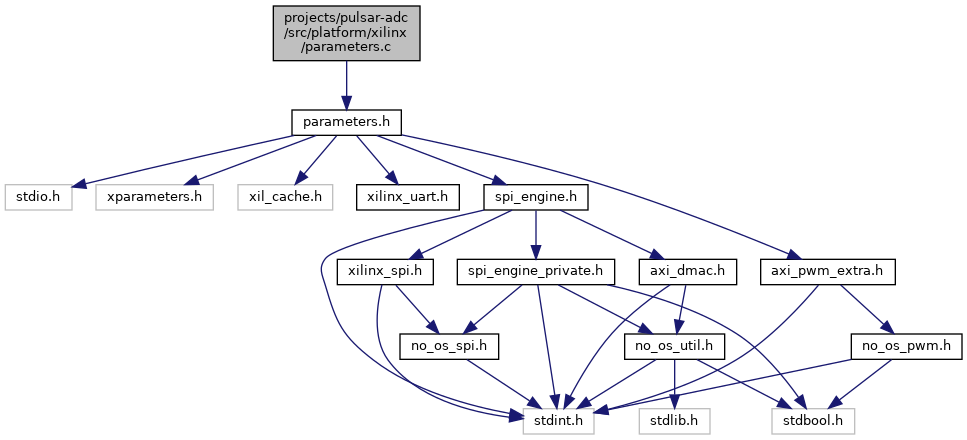 projects/pulsar-adc
/src/platform/xilinx
/parameters.c
parameters.h
stdio.h
xparameters.h
xil_cache.h
xilinx_uart.h
spi_engine.h
xilinx_spi.h
spi_engine_private.h
axi_dmac.h
axi_pwm_extra.h
no_os_spi.h
no_os_util.h
no_os_pwm.h
stdint.h
stdlib.h
stdbool.h